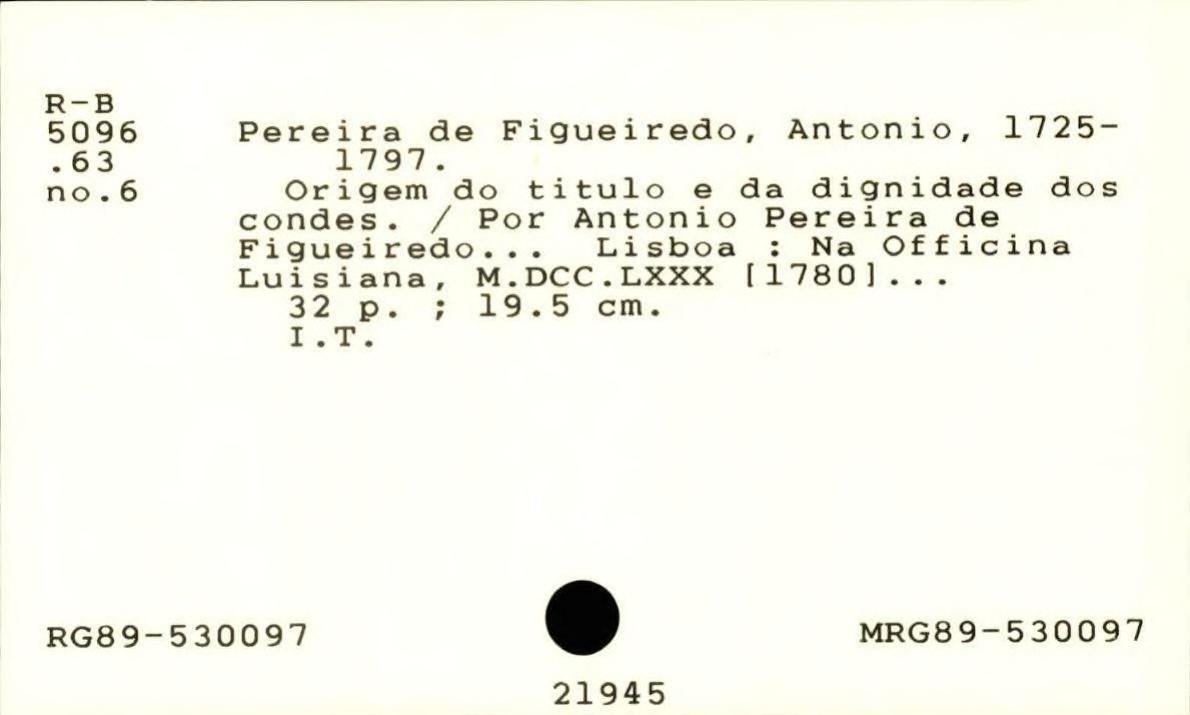 R-B
5096 Pereira de Figueiredo, Antonio, 1725-
.63 1797.
no.6 Origem do titulo e da dignidade dos
condes. / Por Antonio Pereira de
Figueiredo... Lisboa : Na Officina
Luisiana, M.DCC.LXXX [1780]...
32 p. ; 19.5 cm.
I.T.
RG89-530097 MRG89-530097
21945